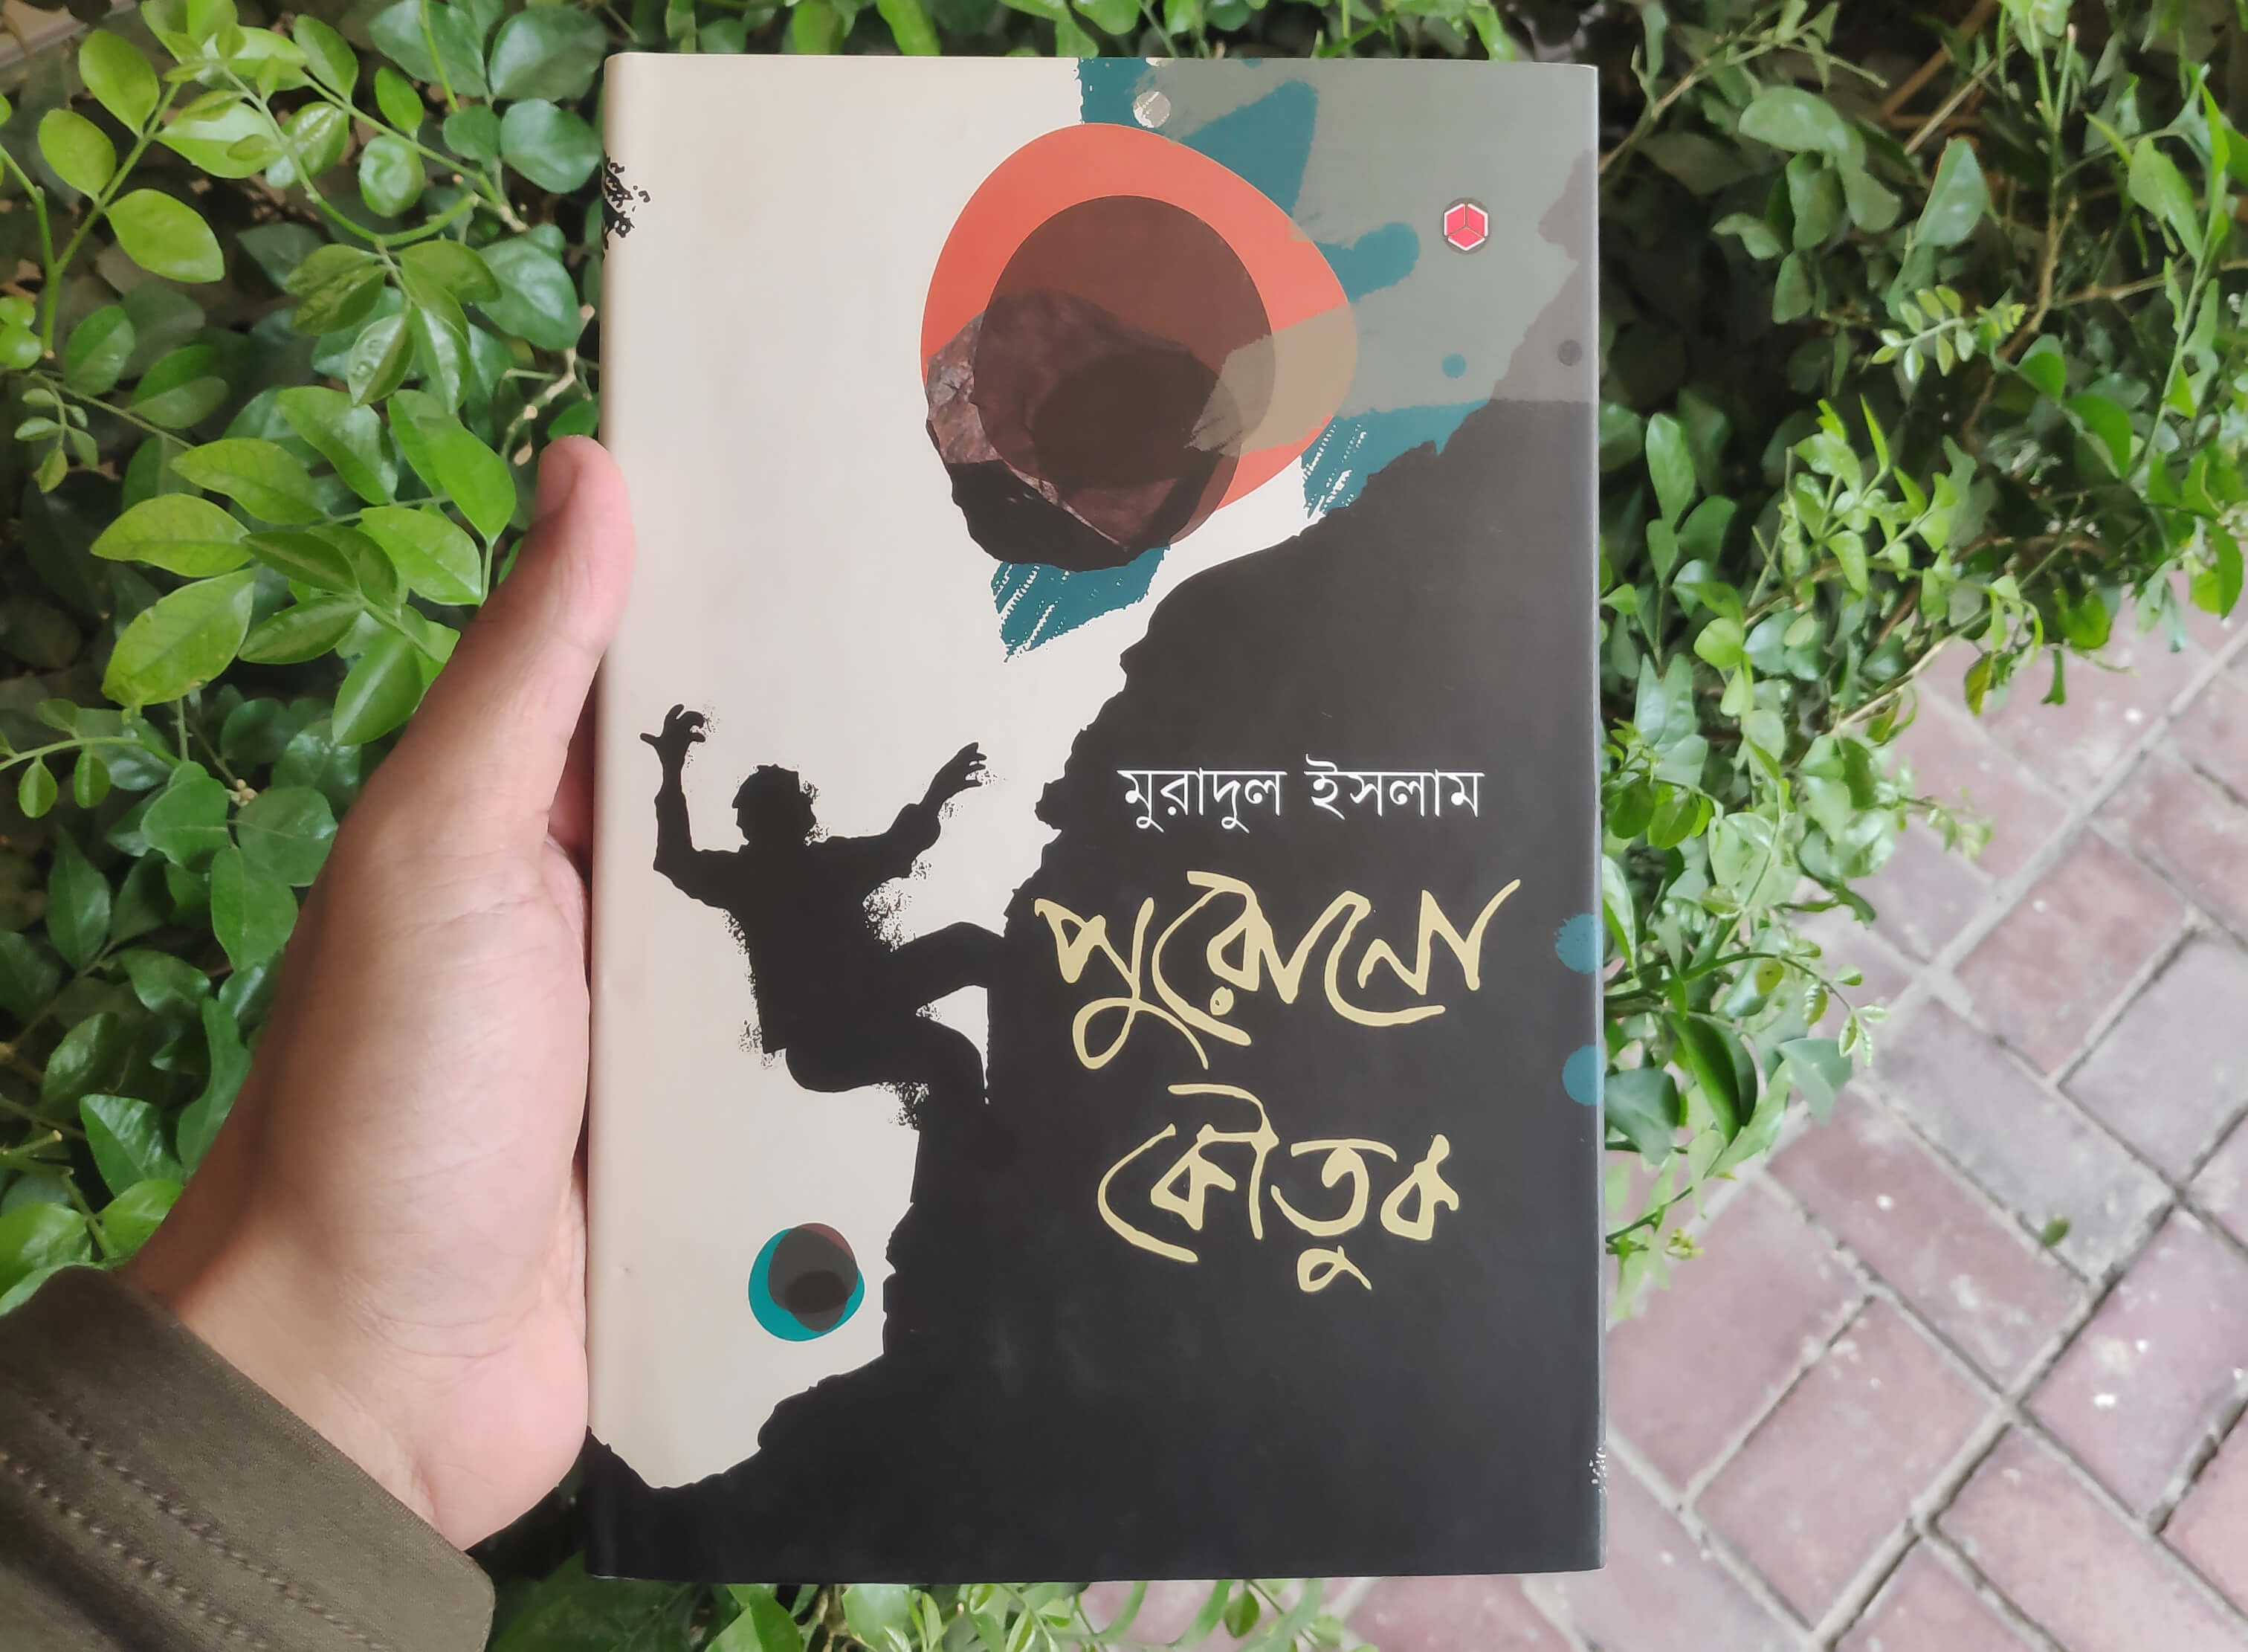 মুরাদুল ইসলাম
পুরোনো
কৌতুক